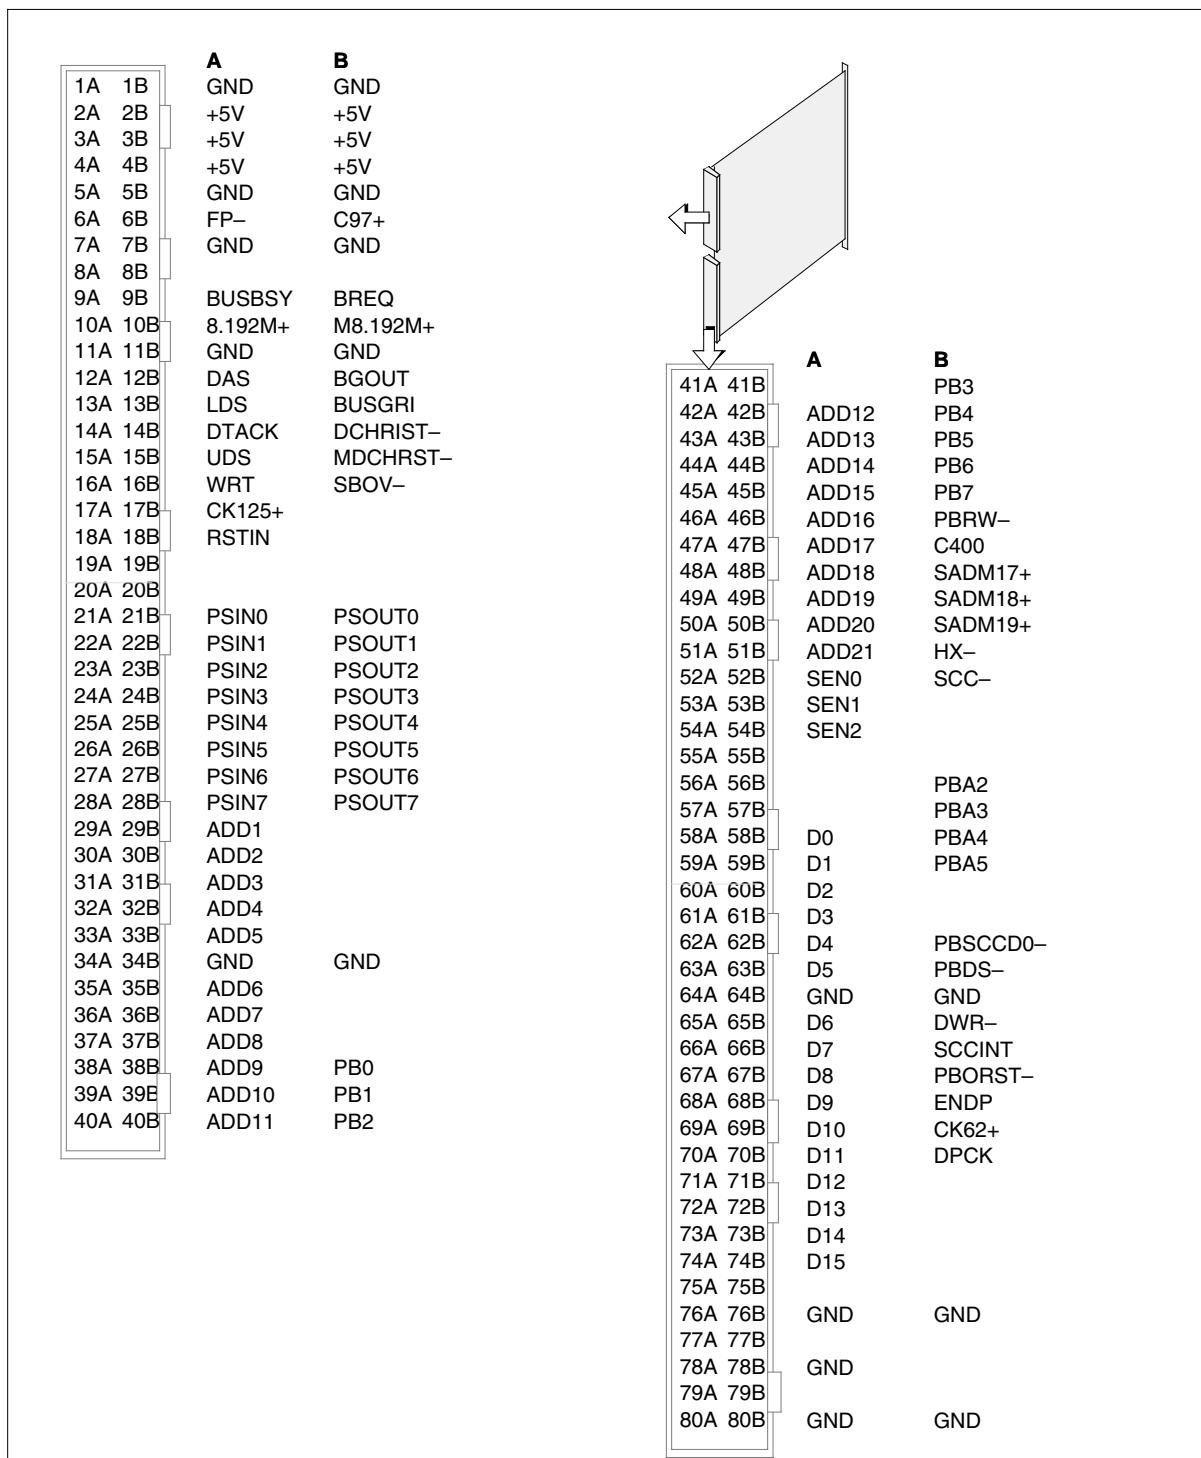 A B
1A 1B GND GND
2A 2B +5V +5V
3A 3B +5V +5V
4A 4B +5V +5V
5A 5B GND GND
6A 6B FP– C97+
7A 7B GND GND
8A 8B
9A 9B BUSBSY BREQ
10A 10B 8.192M+ M8.192M+
11A 11B GND GND
12A 12B DAS BGOUT
13A 13B LDS BUSGRI
14A 14B DTACK DCHRIST–
15A 15B UDS MDCHRST–
16A 16B WRT SBOV–
17A 17B CK125+
18A 18B RSTIN
19A 19B
20A 20B
21A 21B PSIN0 PSOUT0
22A 22B PSIN1 PSOUT1
23A 23B PSIN2 PSOUT2
24A 24B PSIN3 PSOUT3
25A 25B PSIN4 PSOUT4
26A 26B PSIN5 PSOUT5
27A 27B PSIN6 PSOUT6
28A 28B PSIN7 PSOUT7
29A 29B ADD1
30A 30B ADD2
31A 31B ADD3
32A 32B ADD4
33A 33B ADD5
34A 34B GND GND
35A 35B ADD6
36A 36B ADD7
37A 37B ADD8
38A 38B ADD9 PB0
39A 39B ADD10 PB1
40A 40B ADD11 PB2
A B
41A 41B PB3
42A 42B ADD12 PB4
43A 43B ADD13 PB5
44A 44B ADD14 PB6
45A 45B ADD15 PB7
46A 46B ADD16 PBRW–
47A 47B ADD17 C400
48A 48B ADD18 SADM17+
49A 49B ADD19 SADM18+
50A 50B ADD20 SADM19+
51A 51B ADD21 HX–
52A 52B SEN0 SCC–
53A 53B SEN1
54A 54B SEN2
55A 55B
56A 56B PBA2
57A 57B PBA3
58A 58B D0 PBA4
59A 59B D1 PBA5
60A 60B D2
61A 61B D3
62A 62B D4 PBSCCD0–
63A 63B D5 PBDS–
64A 64B GND GND
65A 65B D6 DWR–
66A 66B D7 SCCINT
67A 67B D8 PBORST–
68A 68B D9 ENDP
69A 69B D10 CK62+
70A 70B D11 DPCK
71A 71B D12
72A 72B D13
73A 73B D14
74A 74B D15
75A 75B
76A 76B GND GND
77A 77B
78A 78B GND
79A 79B
80A 80B GND GND